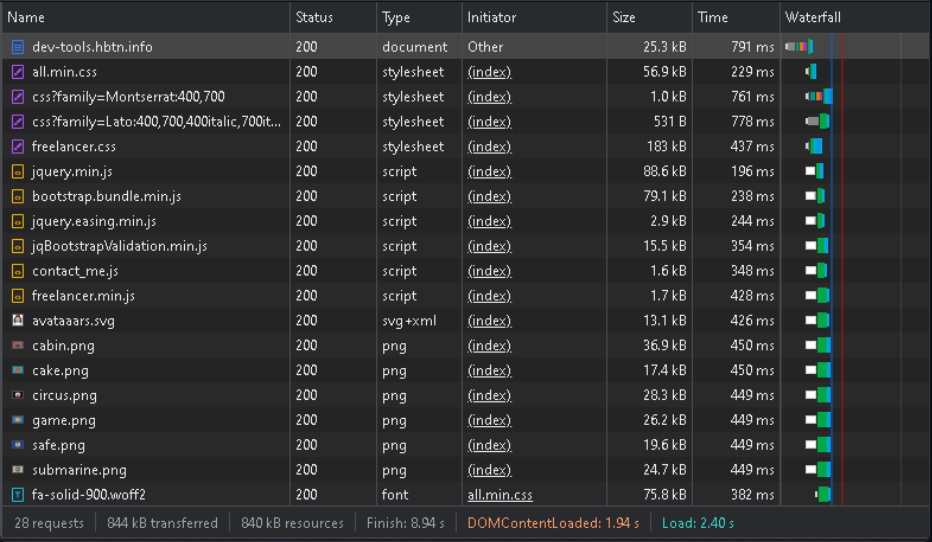 Name Status Type Initiator Size Time Waterfall
dev-tools.hbtn.info 200 document Other 25.3 kB 791 ms
all.min.css 200 stylesheet (index) 56.9 kB 229 ms
css?family=Montserrat:400,700 200 stylesheet (index) 1.0 kB 761 ms
css?family=Lato:400,700,400italic,700it... 200 stylesheet (index) 531 B 778 ms
freelancer.css 200 stylesheet (index) 183 kB 437 ms
jquery.min.js 200 script (index) 88.6 kB 196 ms
bootstrap.bundle.min.js 200 script (index) 79.1 kB 238 ms
jquery.easing.min.js 200 script (index) 2.9 kB 244 ms
jqBootstrapValidation.min.js 200 script (index) 15.5 kB 354 ms
contact_me.js 200 script (index) 1.6 kB 348 ms
freelancer.min.js 200 script (index) 1.7 kB 428 ms
avataaars.svg 200 svg+xml (index) 13.1 kB 426 ms
cabin.png 200 png (index) 36.9 kB 450 ms
cake.png 200 png (index) 17.4 kB 450 ms
circus.png 200 png (index) 28.3 kB 449 ms
game.png 200 png (index) 26.2 kB 449 ms
safe.png 200 png (index) 19.6 kB 449 ms
submarine.png 200 png (index) 24.7 kB 449 ms
fa-solid-900.woff2 200 font all.min.css 75.8 kB 382 ms
28 requests 844 kB transferred 840 kB resources Finish: 8.94 s DOMContentLoaded: 1.94 s Load: 2.40 s